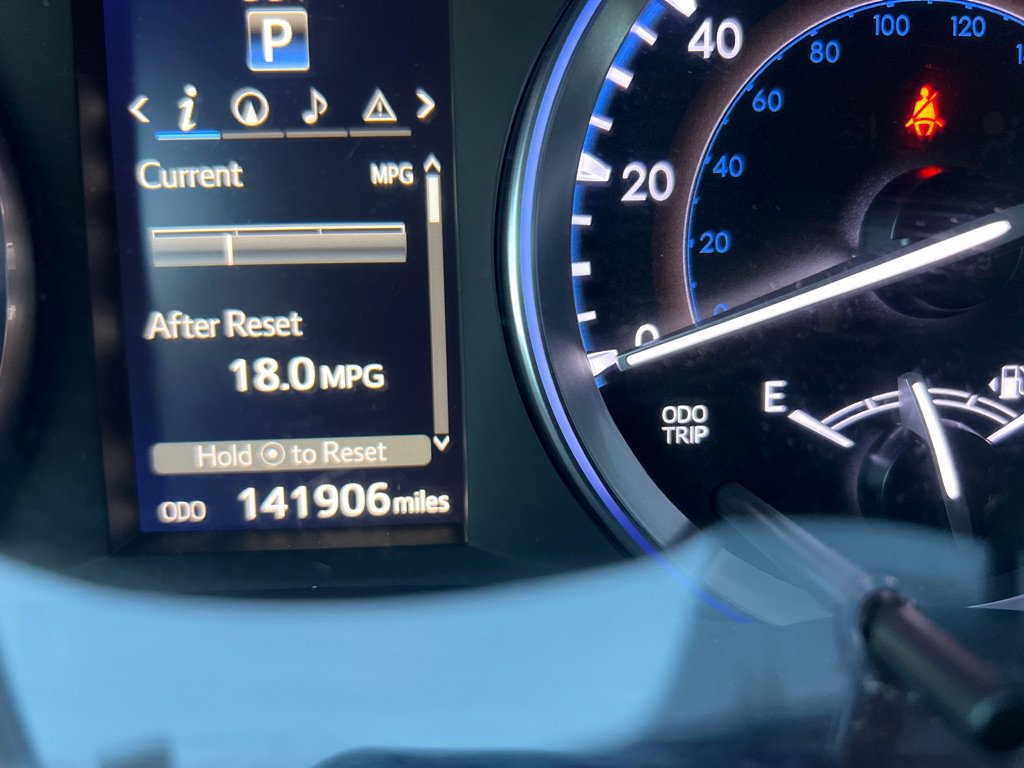 P
i
Current MPG
After Reset
18.0 MPG
Hold to Reset
ODO 141906 miles
40
20
0
100
120
80
60
40
20
0
ODO
TRIP
E